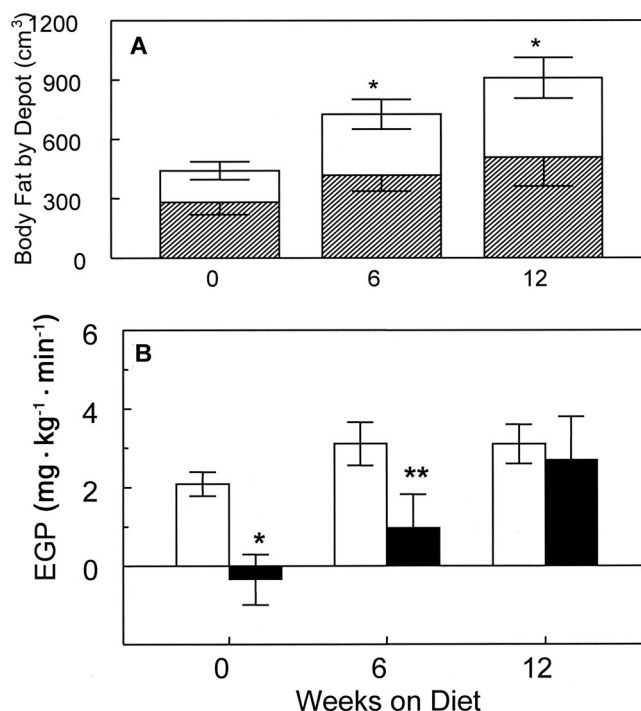 1200
A
900
600
300
0
Body Fat by Depot (cm³)
*
*
0 6 12
6
B
4
2
0
EGP (mg · kg⁻¹ · min⁻¹)
*
**
0 6 12
Weeks on Diet